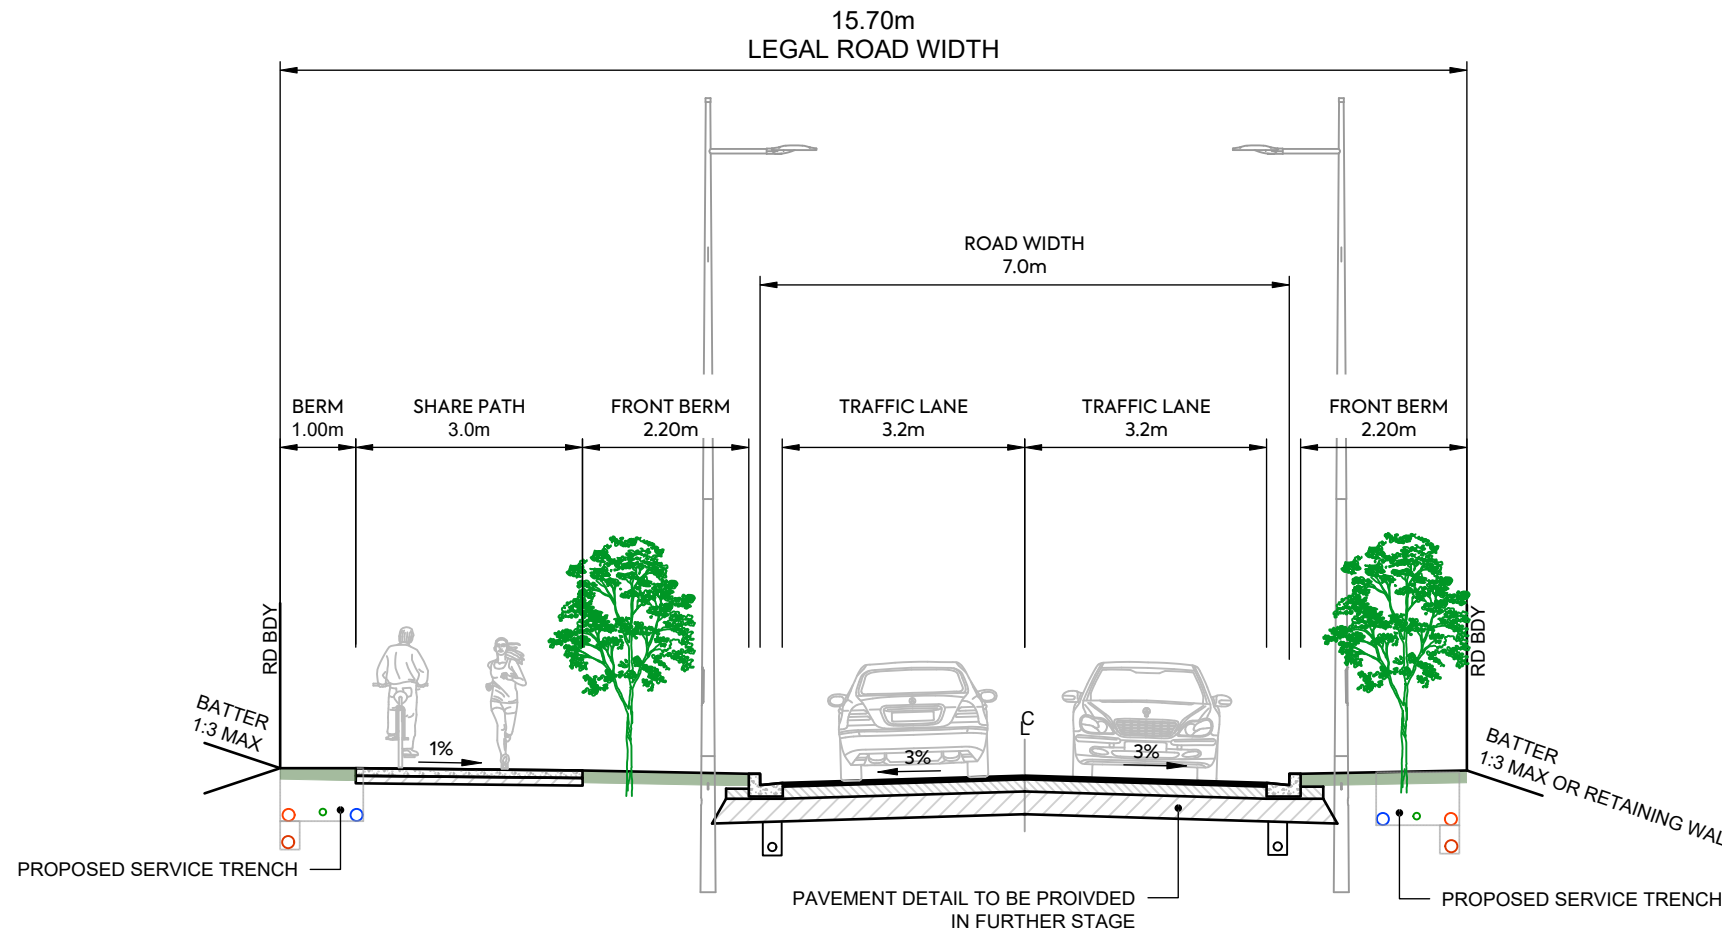 15.70m
LEGAL ROAD WIDTH
ROAD WIDTH
7.0m
BERM
1.00m
SHARE PATH
3.0m
FRONT BERM
2.20m
TRAFFIC LANE
3.2m
TRAFFIC LANE
3.2m
FRONT BERM
2.20m
RD BDY
RD BDY
BATTER
1:3 MAX
1%
3%
CL
3%
BATTER
1:3 MAX OR RETAINING WAL
PROPOSED SERVICE TRENCH
PAVEMENT DETAIL TO BE PROIVDED
IN FURTHER STAGE
PROPOSED SERVICE TRENCH